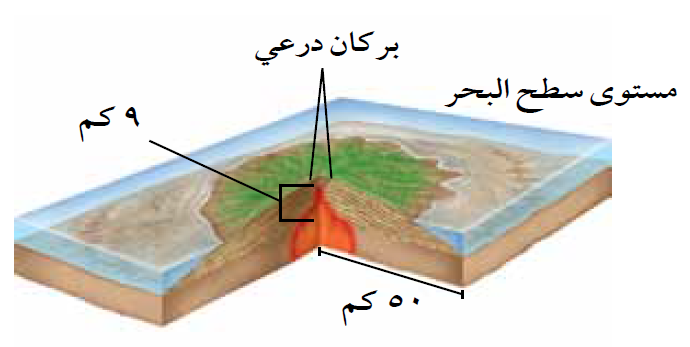 بركان درعي
مستوى سطح البحر
٩ كم
٥٠ كم